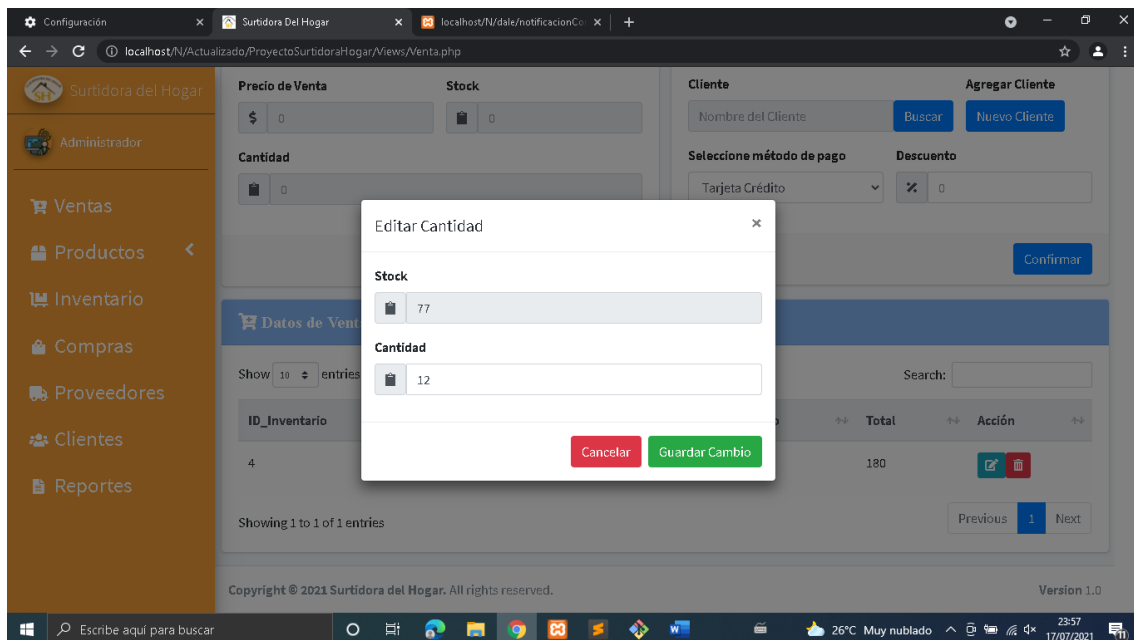 Configuración
Surtidora Del Hogar
localhost/N/dale/notificacionCo
localhost/N/Actualizado/ProyectoSurtidoraHogar/Views/Venta.php
Surtidora del Hogar
Administrador
Ventas
Productos
Inventario
Compras
Proveedores
Clientes
Reportes
Precio de Venta
Stock
$ 0
0
Cantidad
0
Cliente
Agregar Cliente
Nombre del Cliente
Buscar
Nuevo Cliente
Seleccione método de pago
Descuento
Tarjeta Crédito
% 0
Confirmar
Editar Cantidad
×
Stock
77
Cantidad
12
Cancelar
Guardar Cambio
Datos de Vent
Show 10 entries
Search:
ID_Inventario
Total
Acción
4
180
Showing 1 to 1 of 1 entries
Previous
1
Next
Copyright © 2021 Surtidora del Hogar. All rights reserved.
Version 1.0
Escribe aquí para buscar
26°C Muy nublado
23:57
17/07/2021